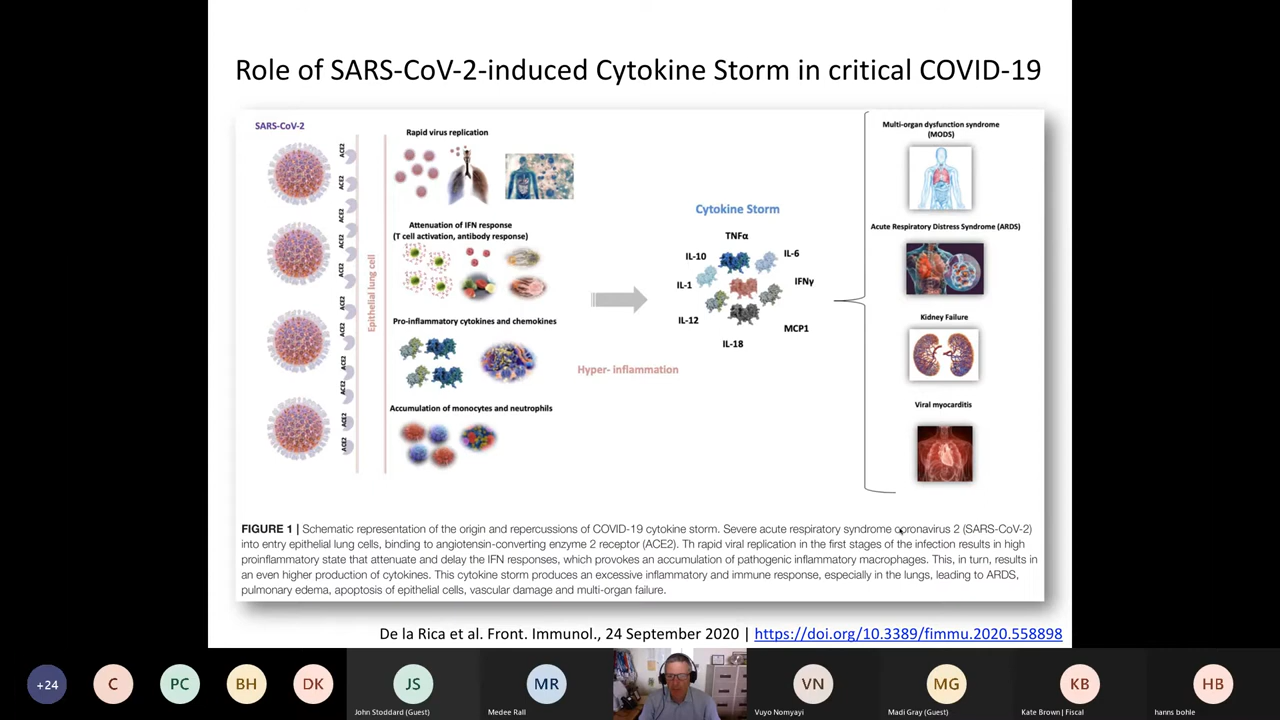 Role of SARS-CoV-2-induced Cytokine Storm in critical COVID-19
SARS-CoV-2
ACE2
ACE2
ACE2
ACE2
ACE2
ACE2
ACE2
ACE2
ACE2
ACE2
ACE2
Epithelial lung cell
Rapid virus replication
Attenuation of IFN response
(T cell activation, antibody response)
Pro-inflammatory cytokines and chemokines
Accumulation of monocytes and neutrophils
Hyper- inflammation
Cytokine Storm
TNFα
IL-10
IL-6
IL-1
IFNγ
IL-12
MCP1
IL-18
Multi-organ dysfunction syndrome
(MODS)
Acute Respiratory Distress Syndrome (ARDS)
Kidney Failure
Viral myocarditis
FIGURE 1 | Schematic representation of the origin and repercussions of COVID-19 cytokine storm. Severe acute respiratory syndrome coronavirus 2 (SARS-CoV-2)
into entry epithelial lung cells, binding to angiotensin-converting enzyme 2 receptor (ACE2). Th rapid viral replication in the first stages of the infection results in high
proinflammatory state that attenuate and delay the IFN responses, which provokes an accumulation of pathogenic inflammatory macrophages. This, in turn, results in
an even higher production of cytokines. This cytokine storm produces an excessive inflammatory and immune response, especially in the lungs, leading to ARDS,
pulmonary edema, apoptosis of epithelial cells, vascular damage and multi-organ failure.
De la Rica et al. Front. Immunol., 24 September 2020 | https://doi.org/10.3389/fimmu.2020.558898
+24
C
PC
BH
DK
JS
John Stoddard (Guest)
MR
Medee Rall
VN
Vuyo Nomyayi
MG
Madi Gray (Guest)
KB
Kate Brown | Fiscal
HB
hanns bohle